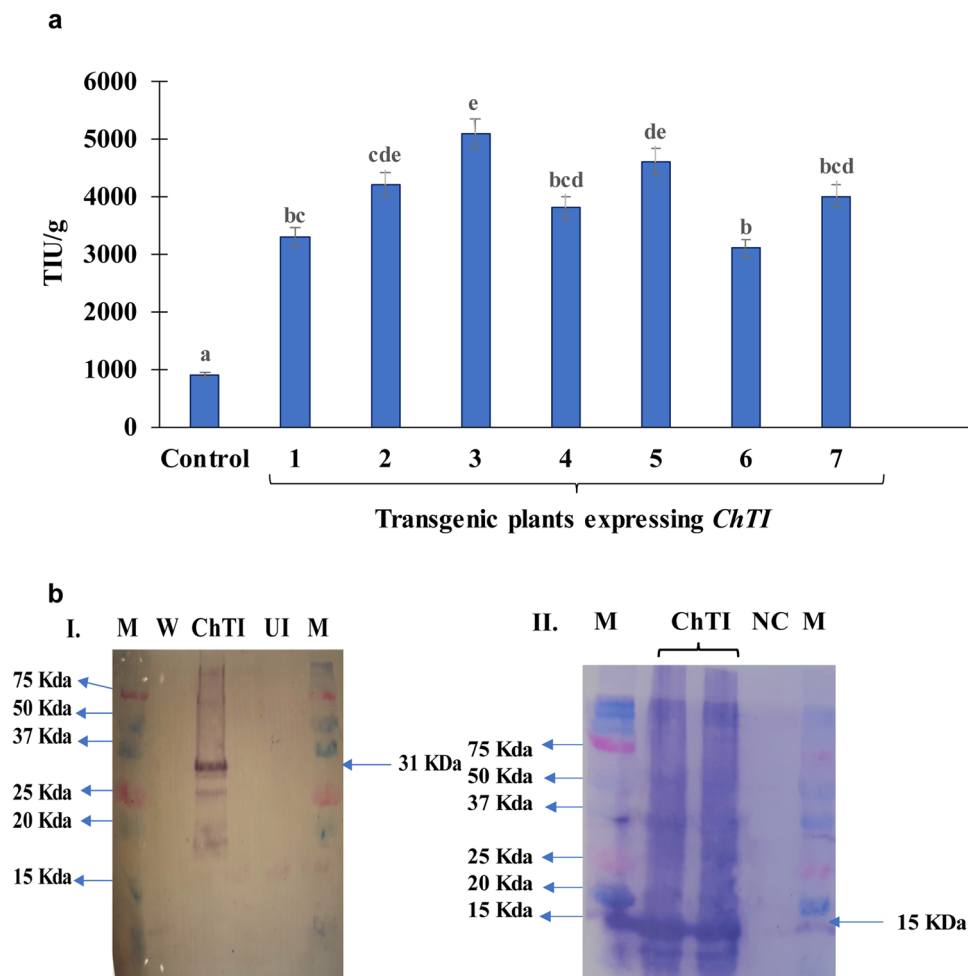 a
6000
5000
4000
3000
2000
1000
0
TIU/g
a
bc
cde
e
bcd
de
b
bcd
Control 1 2 3 4 5 6 7
Transgenic plants expressing ChTI
b
I. M W ChTI UI M
75 Kda
50 Kda
37 Kda
25 Kda
20 Kda
15 Kda
31 KDa
II. M ChTI NC M
75 Kda
50 Kda
37 Kda
25 Kda
20 Kda
15 Kda
15 KDa